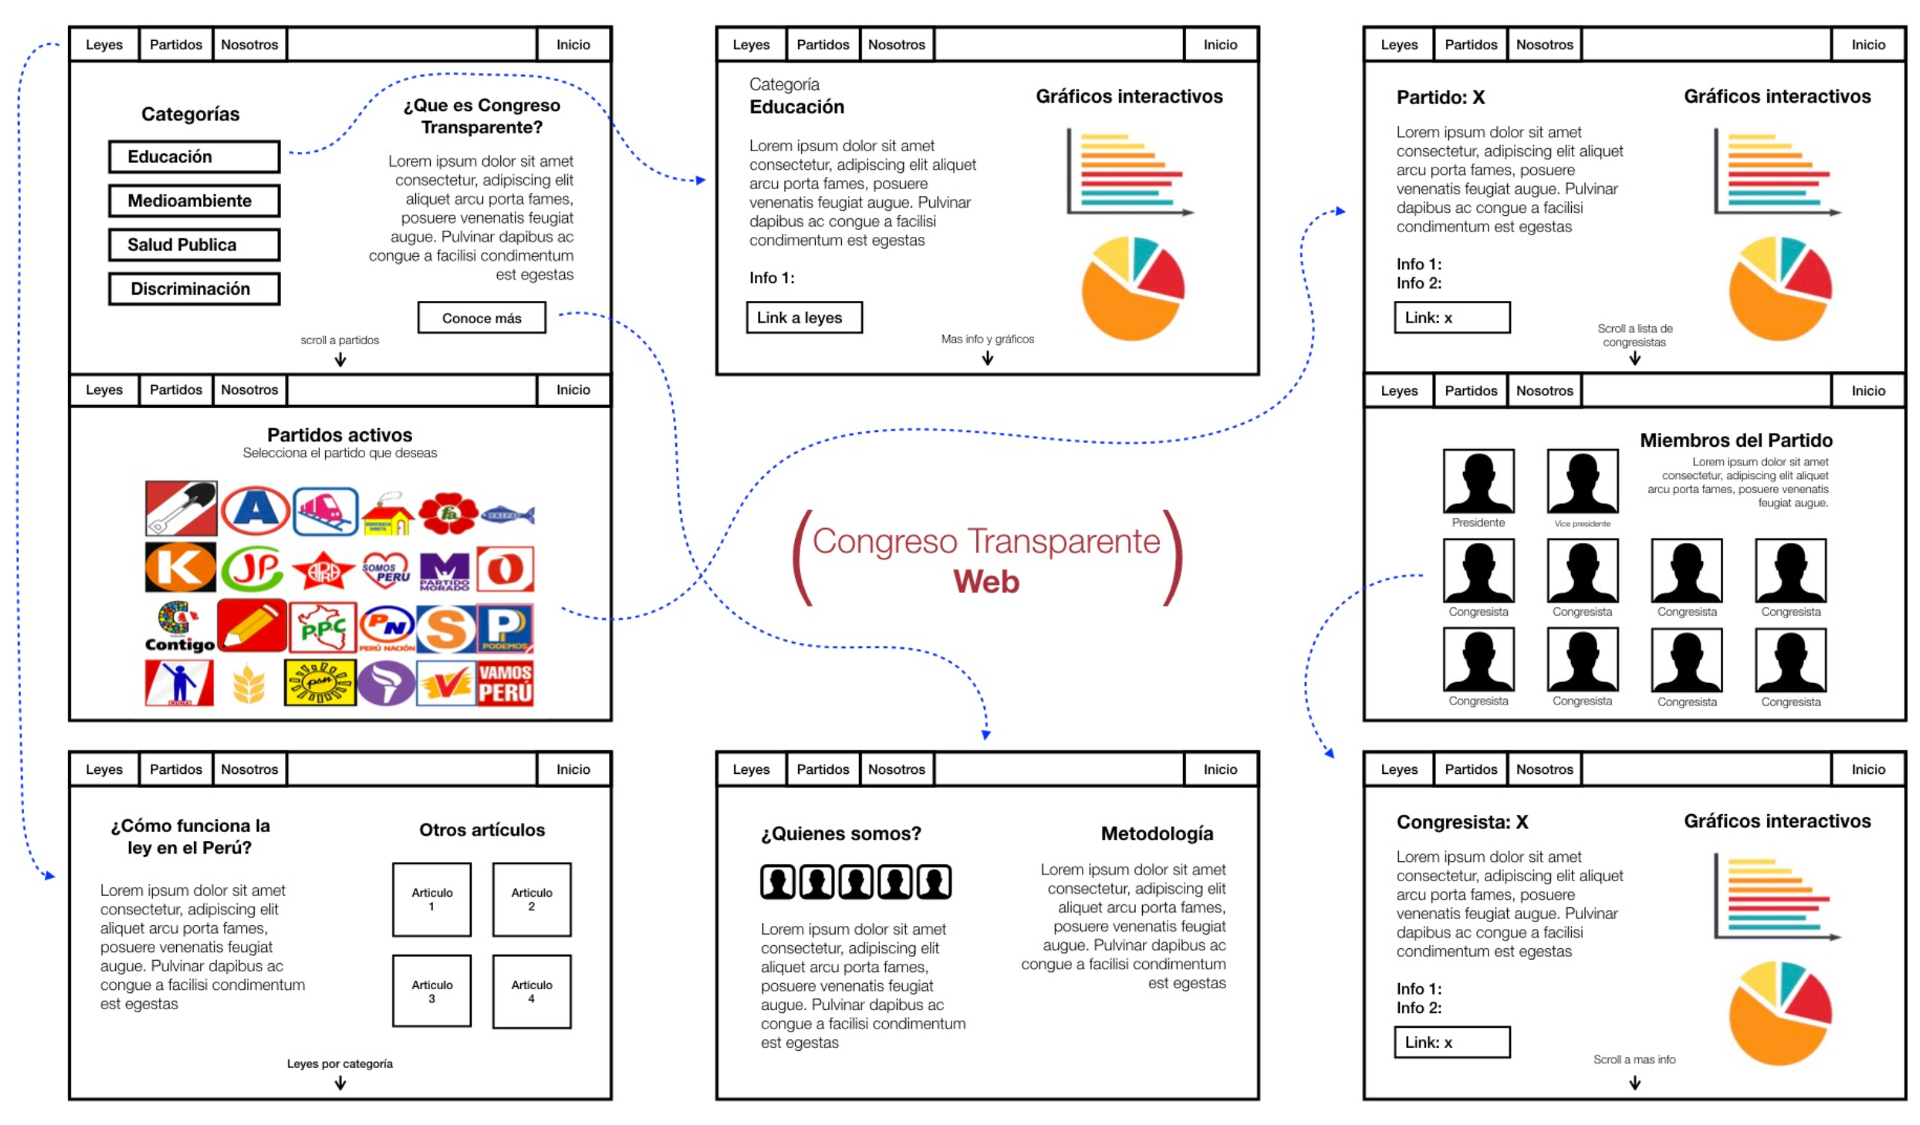 Leyes Partidos Nosotros Inicio
Categorías
Educación
Medioambiente
Salud Publica
Discriminación
¿Que es Congreso
Transparente?
Lorem ipsum dolor sit amet
consectetur, adipiscing elit
aliquet arcu porta fames,
posuere venenatis feugiat
augue. Pulvinar dapibus ac
congue a facilisi condimentum
est egestas
Conoce más
scroll a partidos
Leyes Partidos Nosotros Inicio
Partidos activos
Selecciona el partido que deseas
A
DEMOCRACIA
DIRECTA
fa
K
JP
APRA
SOMOS
PERU
M
PARTIDO
MORADO
O
Contigo
PPC
PN
PERÚ NACIÓN
S
P
PODEMOS
psn
V
VAMOS
PERÚ
Leyes Partidos Nosotros Inicio
¿Cómo funciona la
ley en el Perú?
Lorem ipsum dolor sit amet
consectetur, adipiscing elit
aliquet arcu porta fames,
posuere venenatis feugiat
augue. Pulvinar dapibus ac
congue a facilisi condimentum
est egestas
Otros artículos
Articulo
1
Articulo
2
Articulo
3
Articulo
4
Leyes por categoría
Leyes Partidos Nosotros Inicio
Categoría
Educación
Lorem ipsum dolor sit amet
consectetur, adipiscing elit aliquet
arcu porta fames, posuere
venenatis feugiat augue. Pulvinar
dapibus ac congue a facilisi
condimentum est egestas
Info 1:
Link a leyes
Gráficos interactivos
Mas info y gráficos
(Congreso Transparente
Web)
Leyes Partidos Nosotros Inicio
¿Quienes somos?
Lorem ipsum dolor sit amet
consectetur, adipiscing elit
aliquet arcu porta fames,
posuere venenatis feugiat
augue. Pulvinar dapibus ac
congue a facilisi condimentum
est egestas
Metodología
Lorem ipsum dolor sit amet
consectetur, adipiscing elit
aliquet arcu porta fames,
posuere venenatis feugiat
augue. Pulvinar dapibus ac
congue a facilisi condimentum
est egestas
Leyes Partidos Nosotros Inicio
Partido: X
Lorem ipsum dolor sit amet
consectetur, adipiscing elit aliquet
arcu porta fames, posuere
venenatis feugiat augue. Pulvinar
dapibus ac congue a facilisi
condimentum est egestas
Info 1:
Info 2:
Link: x
Gráficos interactivos
Scroll a lista de
congresistas
Leyes Partidos Nosotros Inicio
Miembros del Partido
Lorem ipsum dolor sit amet
consectetur, adipiscing elit aliquet
arcu porta fames, posuere venenatis
feugiat augue.
Presidente Vice presidente
Congresista Congresista Congresista Congresista
Congresista Congresista Congresista Congresista
Leyes Partidos Nosotros Inicio
Congresista: X
Lorem ipsum dolor sit amet
consectetur, adipiscing elit aliquet
arcu porta fames, posuere
venenatis feugiat augue. Pulvinar
dapibus ac congue a facilisi
condimentum est egestas
Info 1:
Info 2:
Link: x
Gráficos interactivos
Scroll a mas info